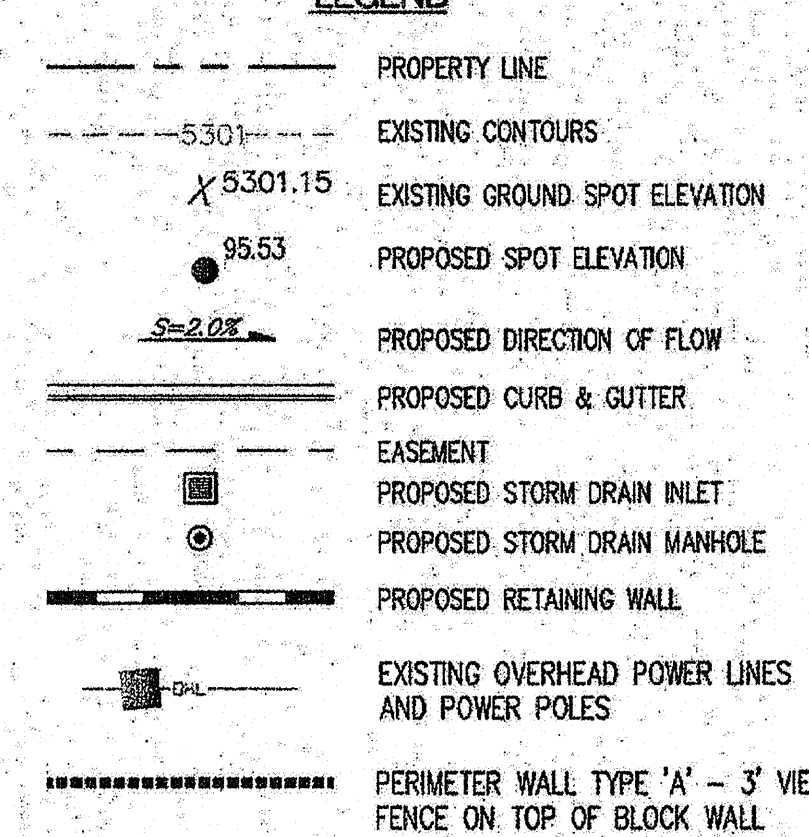 LEGEND
PROPERTY LINE
5301 EXISTING CONTOURS
X 5301.15 EXISTING GROUND SPOT ELEVATION
95.53 PROPOSED SPOT ELEVATION
S=2.0% PROPOSED DIRECTION OF FLOW
PROPOSED CURB & GUTTER
EASEMENT
PROPOSED STORM DRAIN INLET
PROPOSED STORM DRAIN MANHOLE
PROPOSED RETAINING WALL
OHL EXISTING OVERHEAD POWER LINES
AND POWER POLES
PERIMETER WALL TYPE 'A' – 3' VIE
FENCE ON TOP OF BLOCK WALL